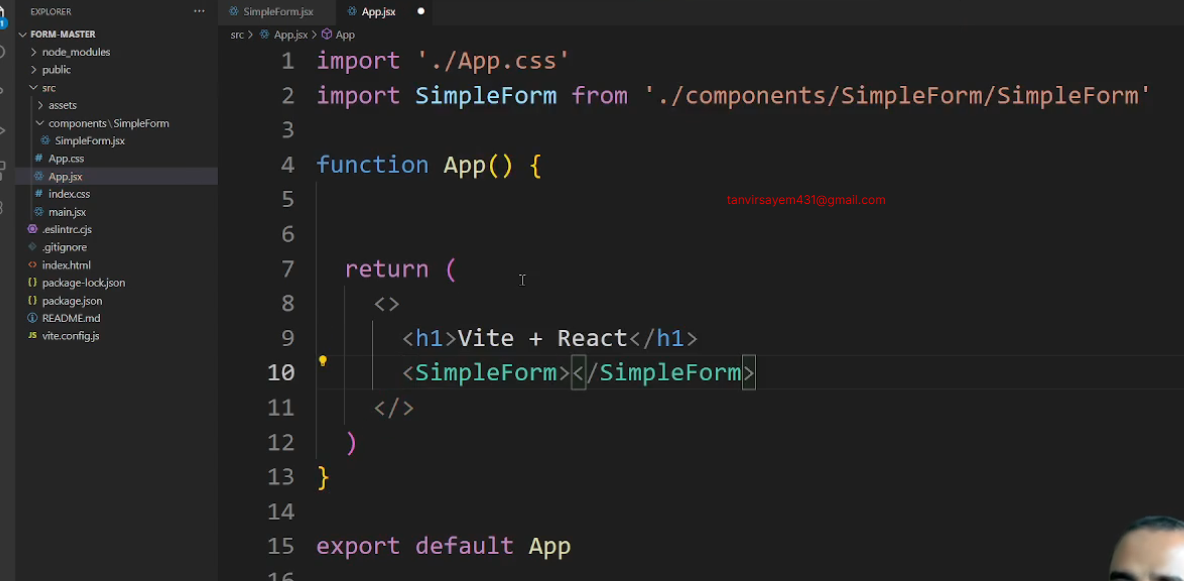 EXPLORER
FORM-MASTER
node_modules
public
src
assets
components\SimpleForm
SimpleForm.jsx
App.css
App.jsx
index.css
main.jsx
.eslintrc.cjs
.gitignore
index.html
package-lock.json
package.json
README.md
vite.config.js
SimpleForm.jsx App.jsx
src > App.jsx > App
1 import './App.css'
2 import SimpleForm from './components/SimpleForm/SimpleForm'
3
4 function App() {
5
tanvirsayem431@gmail.com
6
7 return (
8 <>
9 <h1>Vite + React</h1>
10 <SimpleForm></SimpleForm>
11 </>
12 )
13 }
14
15 export default App
16